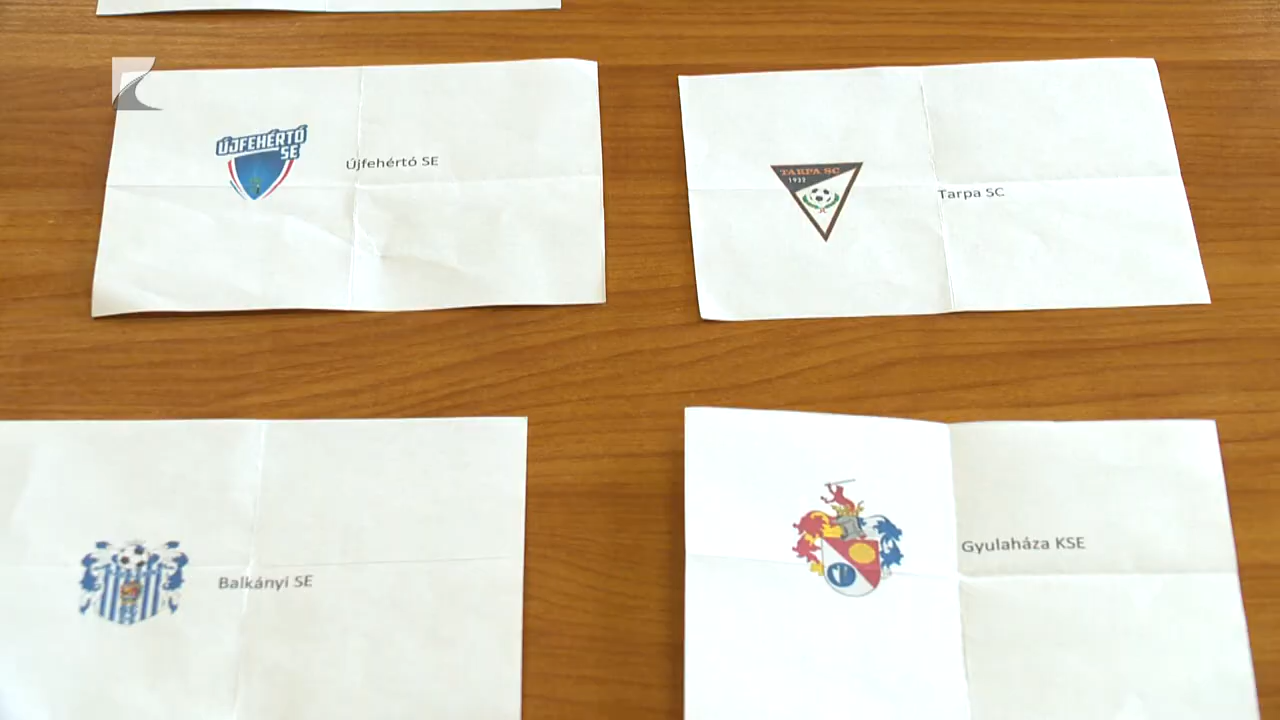 ÚJFEHÉRTÓ
SE
Újfehértó SE
TARPA SC
1932
Tarpa SC
Balkányi SE
Gyulaháza KSE